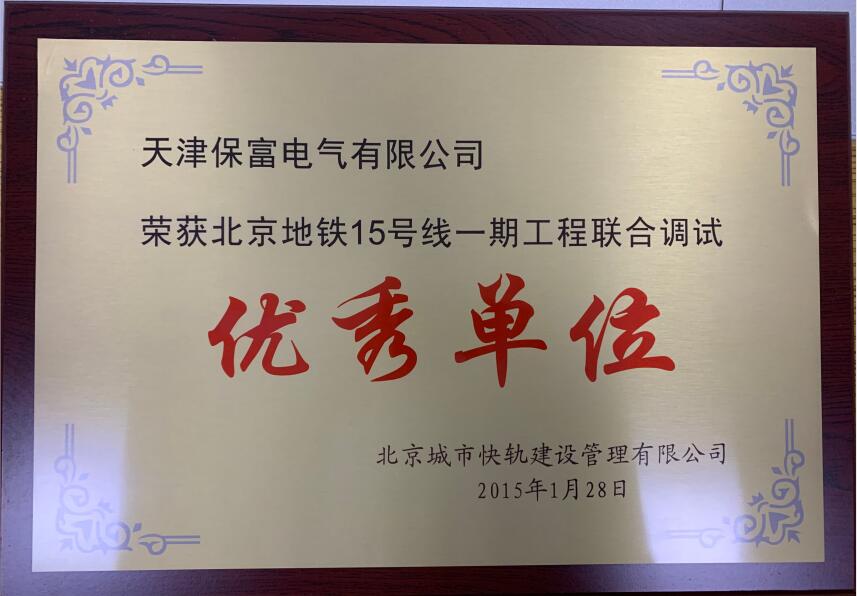 天津保富电气有限公司
荣获北京地铁15号线一期工程联合调试
优秀单位
北京城市快轨建设管理有限公司
2015年1月28日